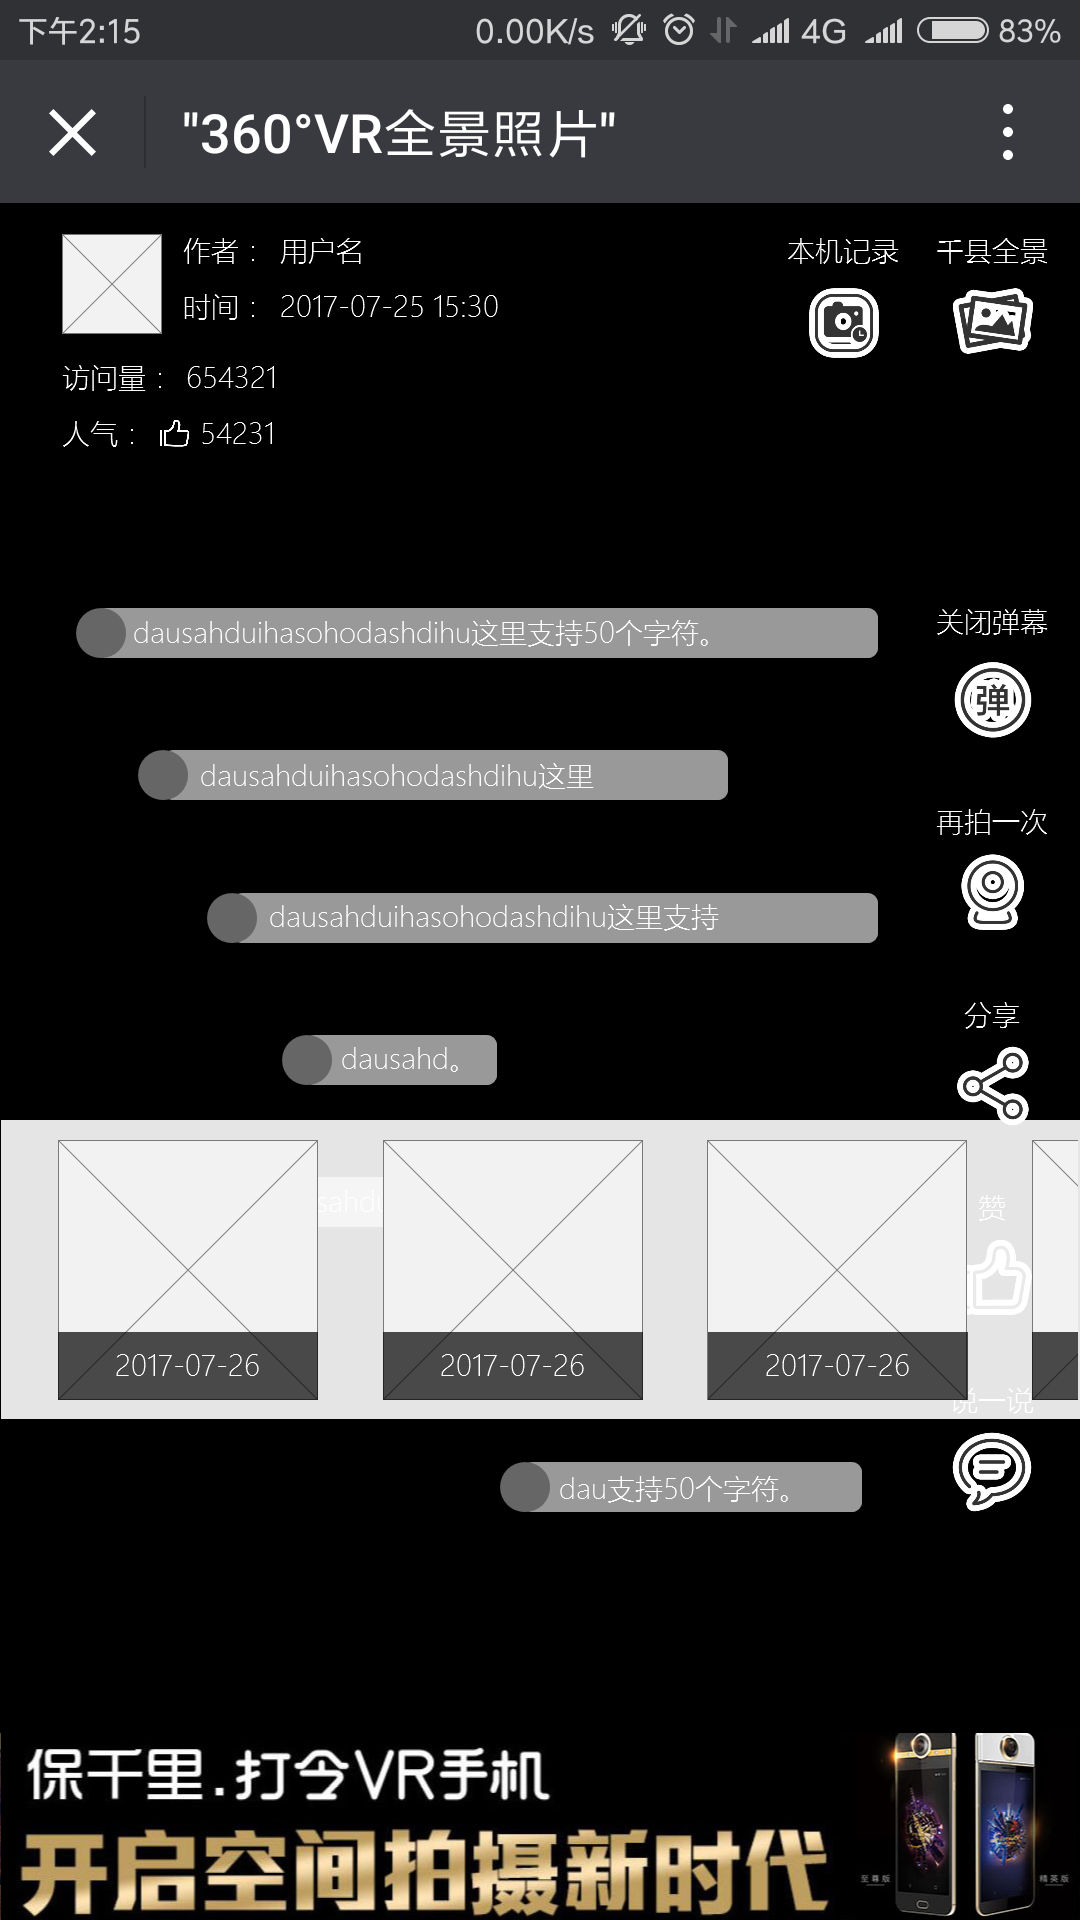 下午2:15 0.00K/s 4G 83%
"360°VR全景照片"
作者： 用户名
时间： 2017-07-25 15:30
访问量： 654321
人气： 54231
本机记录 千县全景
dausahduihasohodashdihu这里支持50个字符。
关闭弹幕
弹
dausahduihasohodashdihu这里
再拍一次
dausahduihasohodashdihu这里支持
分享
dausahd。
sahdu
赞
2017-07-26 2017-07-26 2017-07-26
说一说
dau支持50个字符。
保千里.打令VR手机
开启空间拍摄新时代
至尊版 精英版